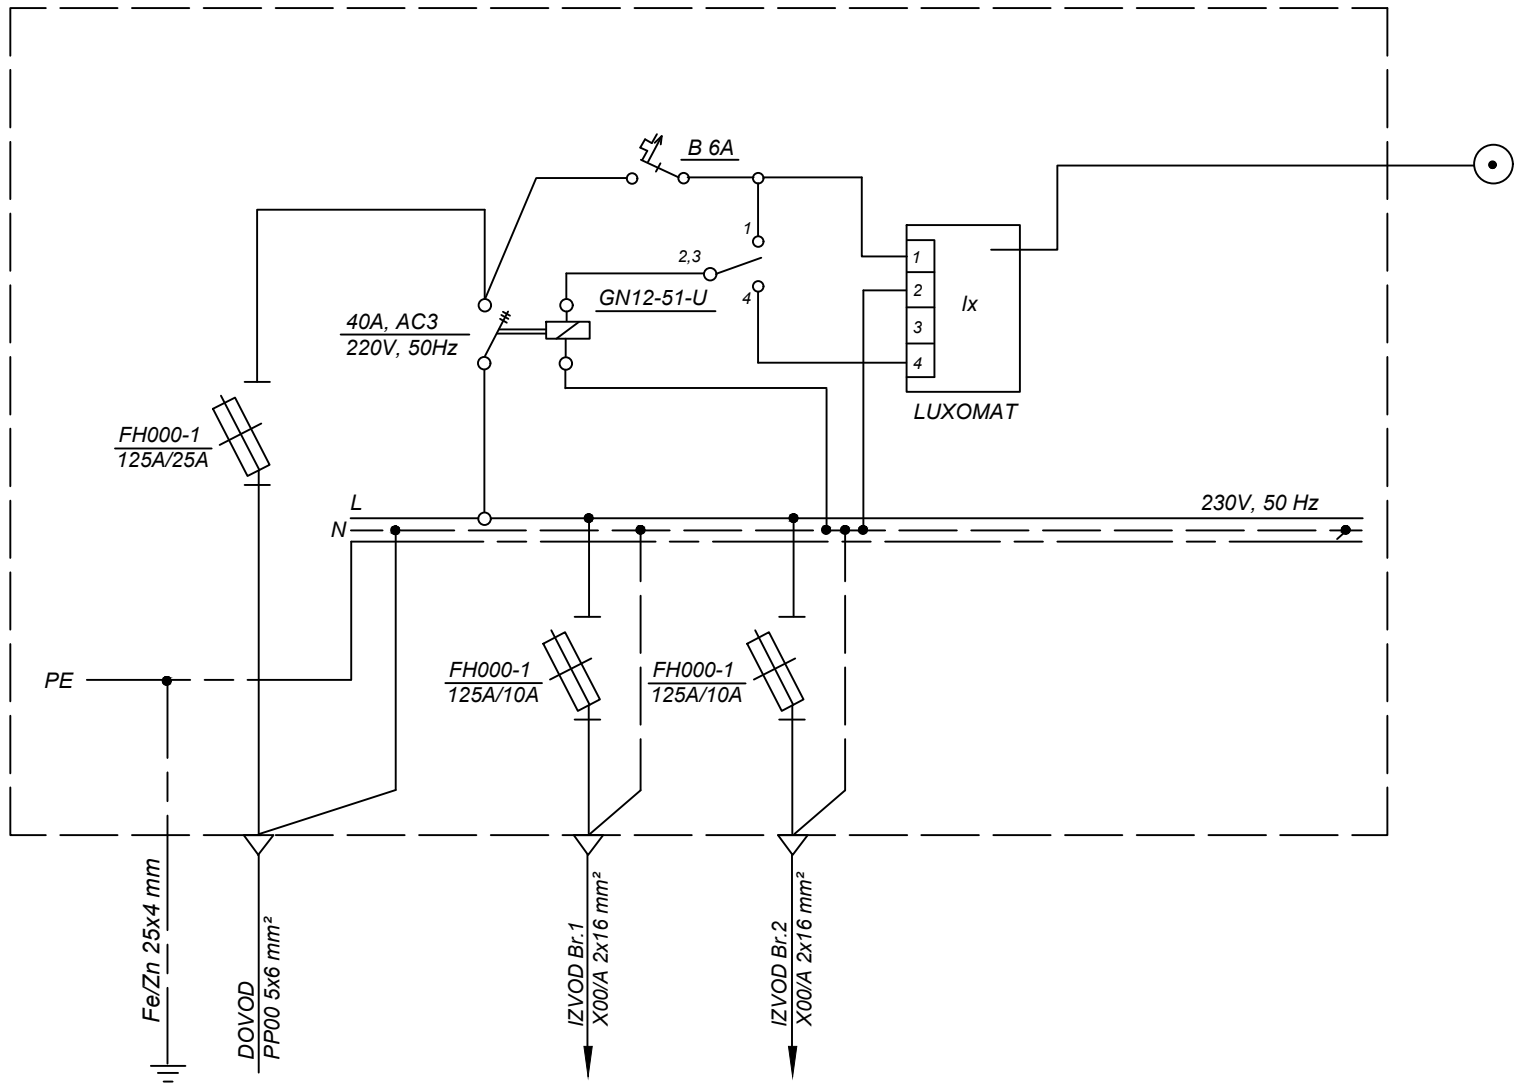 B 6A
1
2,3
GN12-51-U
4
40A, AC3
220V, 50Hz
1
2
3
4
Ix
LUXOMAT
FH000-1
125A/25A
L
N
230V, 50 Hz
PE
FH000-1
125A/10A
FH000-1
125A/10A
Fe/Zn 25x4 mm
DOVOD
PP00 5x6 mm²
IZVOD Br.1
X00/A 2x16 mm²
IZVOD Br.2
X00/A 2x16 mm²